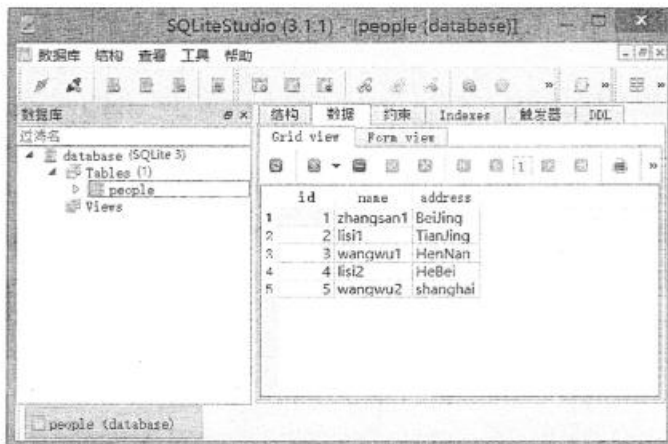 SQLiteStudio (3.1.1) - [people (database)]
数据库 结构 查看 工具 帮助
数据库
过滤名
database (SQLite 3)
Tables (1)
people
Views
结构 数据 约束 Indexes 触发器 DDL
Grid view Form view
1
id name address
1 1 zhangsan1 BeiJing
2 2 lisi1 TianJing
3 3 wangwu1 HenNan
4 4 lisi2 HeBei
5 5 wangwu2 shanghai
people (database)